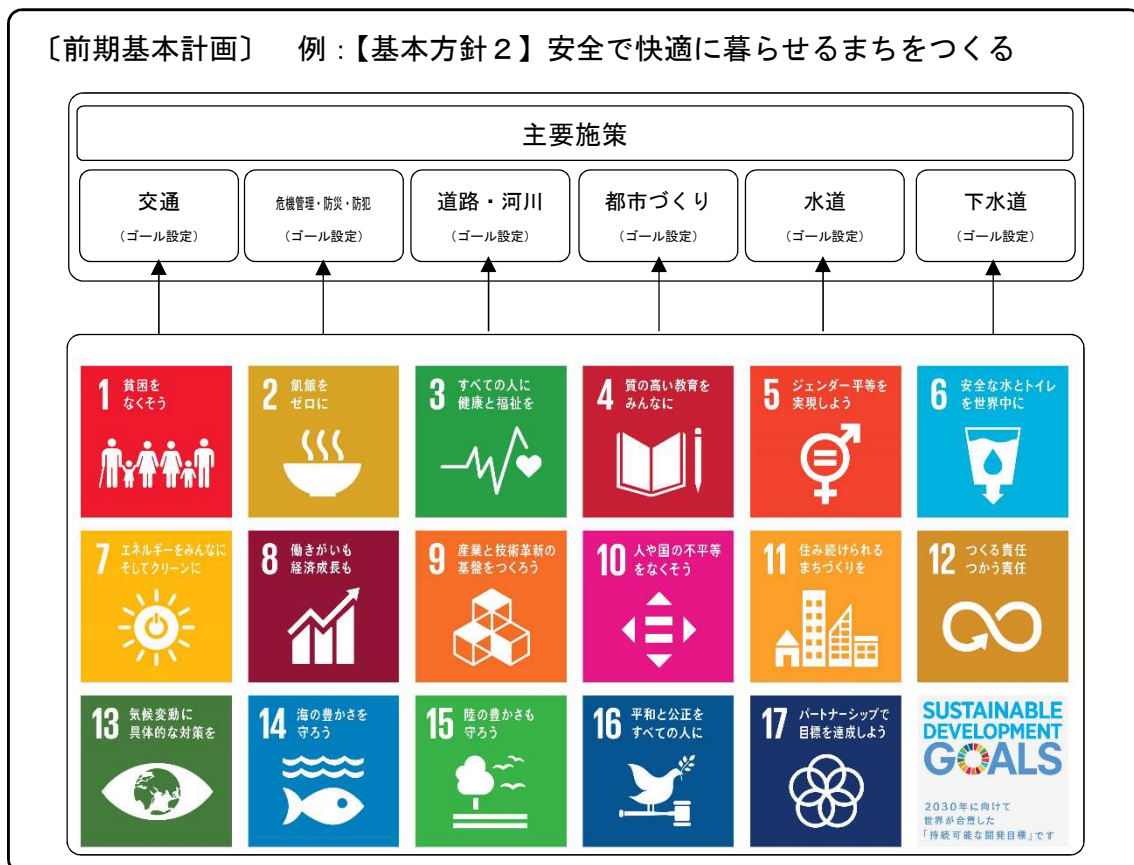 〔前期基本計画〕　例：【基本方針２】安全で快適に暮らせるまちをつくる
主要施策
交通
（ゴール設定）
危機管理・防災・防犯
（ゴール設定）
道路・河川
（ゴール設定）
都市づくり
（ゴール設定）
水道
（ゴール設定）
下水道
（ゴール設定）
1 貧困を
なくそう
2 飢餓を
ゼロに
3 すべての人に
健康と福祉を
4 質の高い教育を
みんなに
5 ジェンダー平等を
実現しよう
6 安全な水とトイレ
を世界中に
7 エネルギーをみんなに
そしてクリーンに
8 働きがいも
経済成長も
9 産業と技術革新の
基盤をつくろう
10 人や国の不平等
をなくそう
11 住み続けられる
まちづくりを
12 つくる責任
つかう責任
13 気候変動に
具体的な対策を
14 海の豊かさを
守ろう
15 陸の豊かさも
守ろう
16 平和と公正を
すべての人に
17 パートナーシップで
目標を達成しよう
SUSTAINABLE
DEVELOPMENT
GOALS
2030年に向けて
世界が合意した
「持続可能な開発目標」です